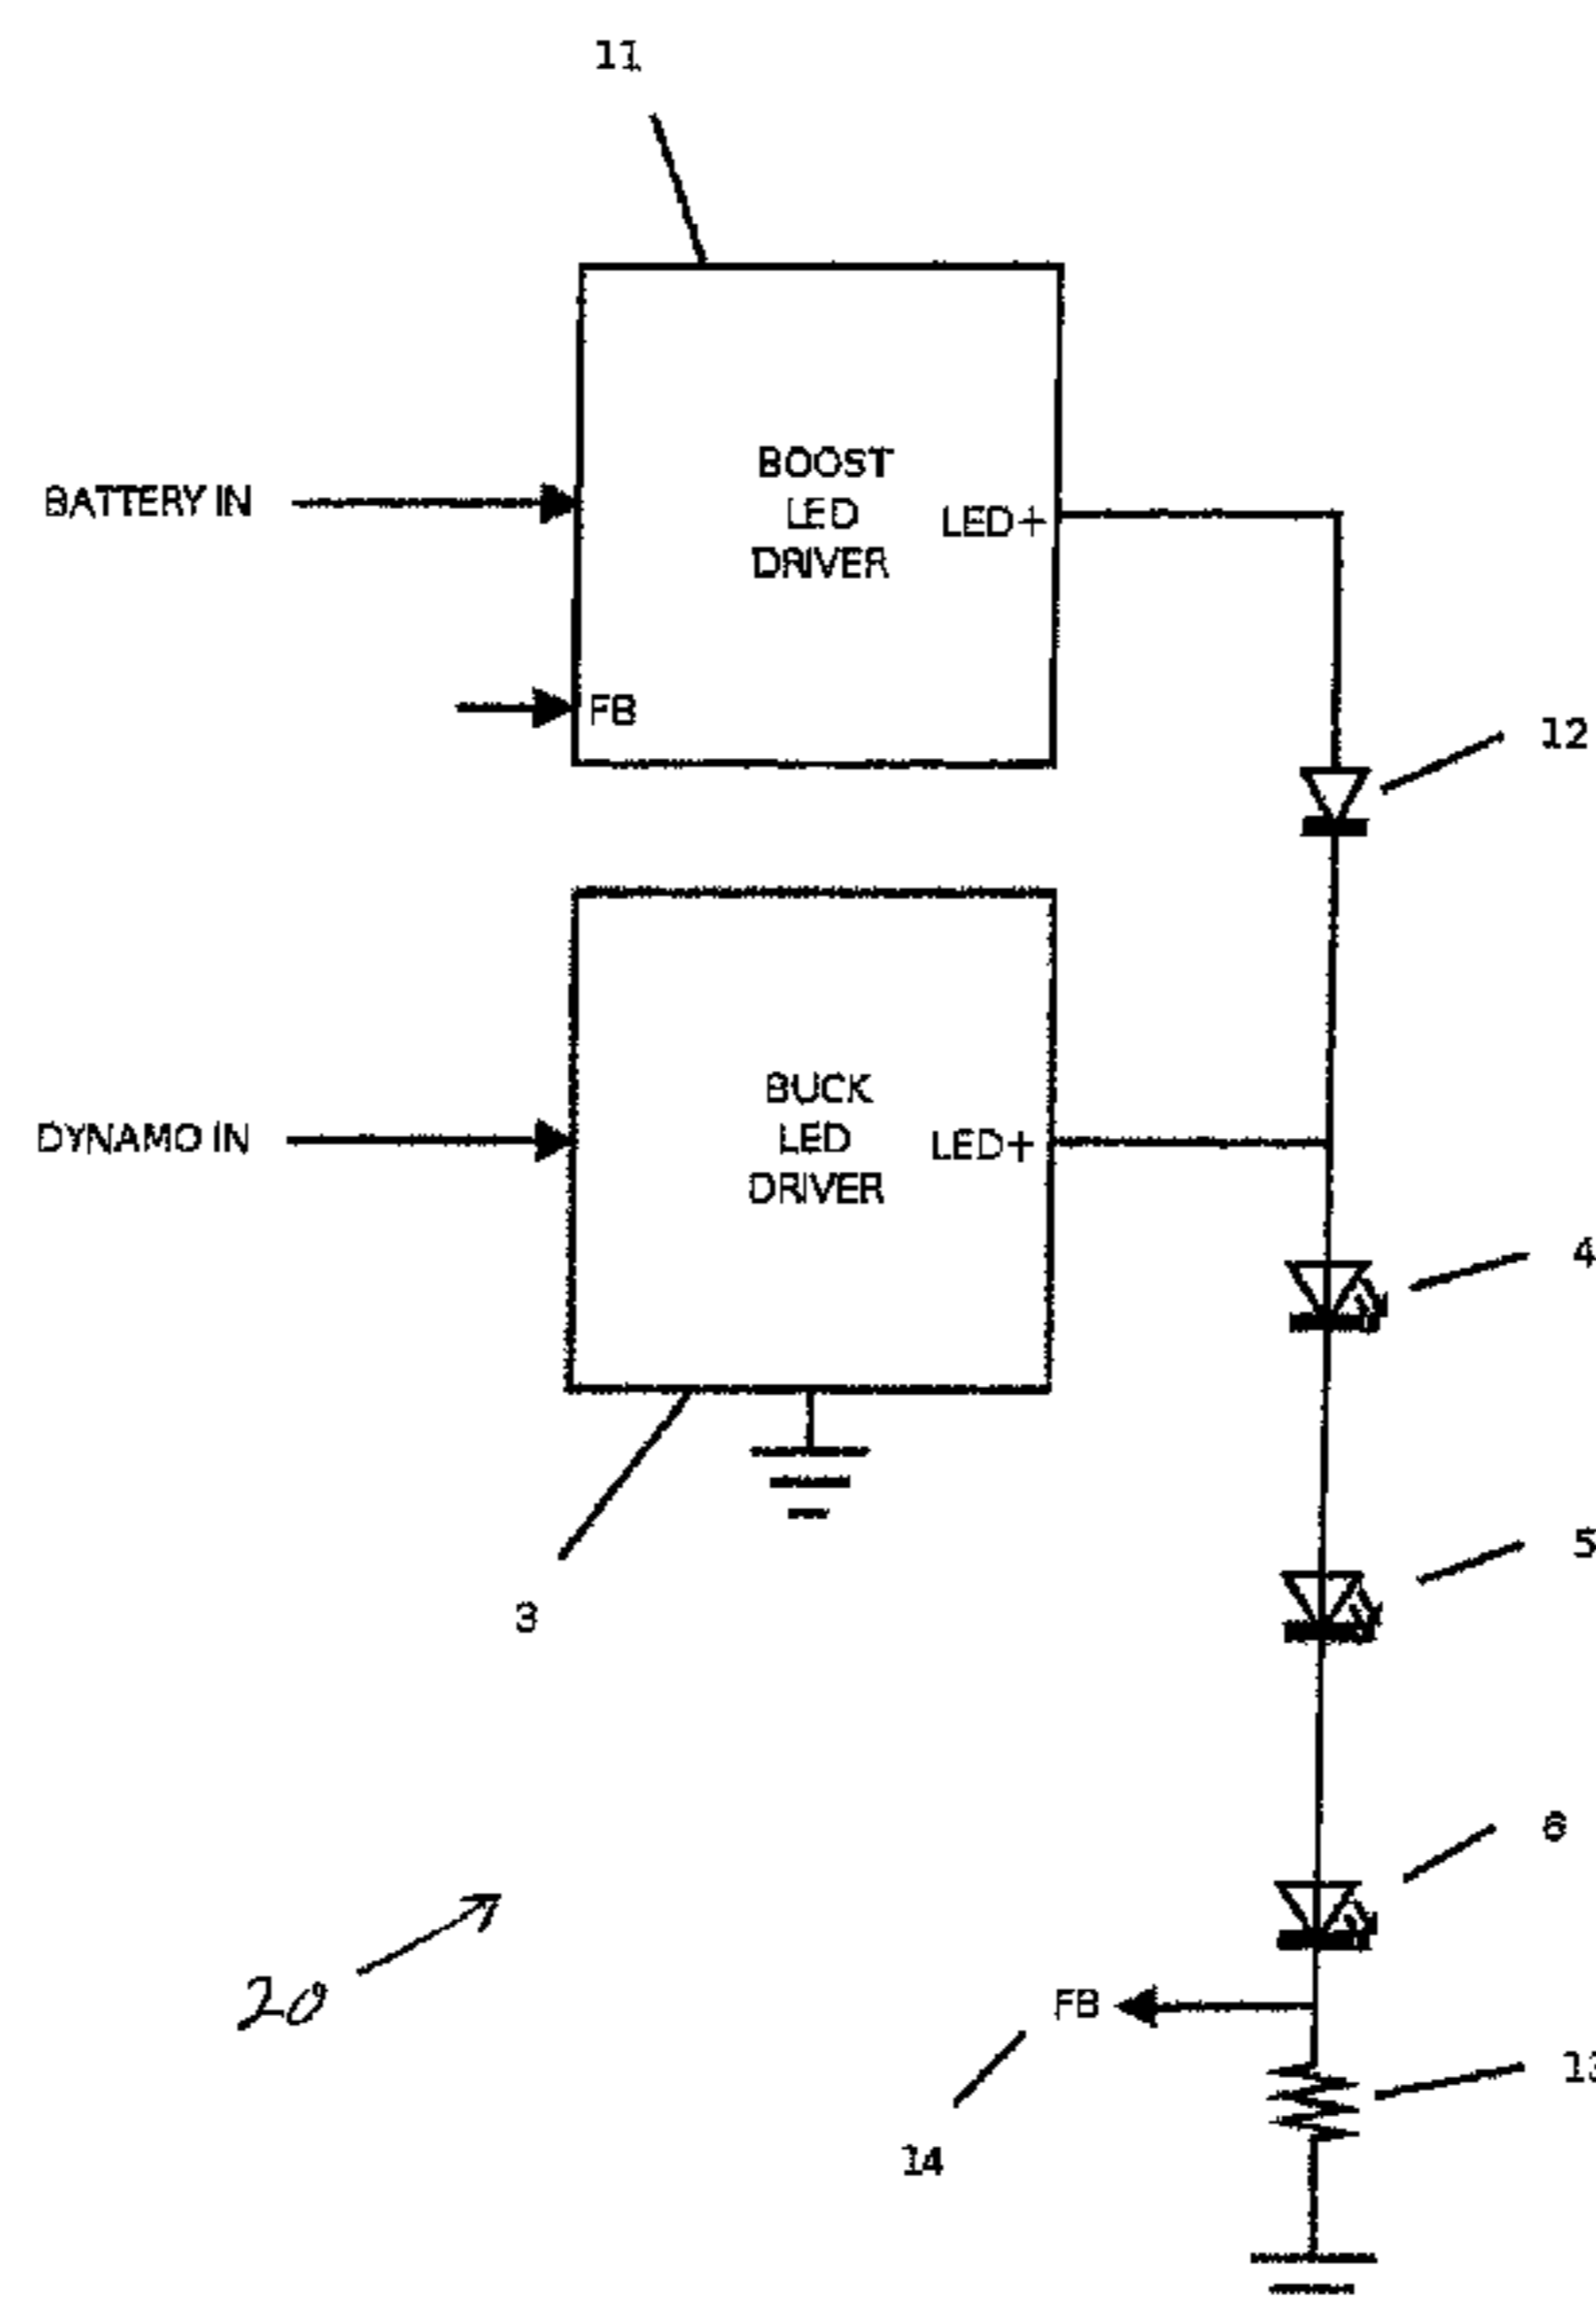 11
BOOST
LED
DRIVER
BATTERY IN
LED+
FB
12
BUCK
LED
DRIVER
DYNAMO IN
LED+
4
5
3
6
20
FB
13
14